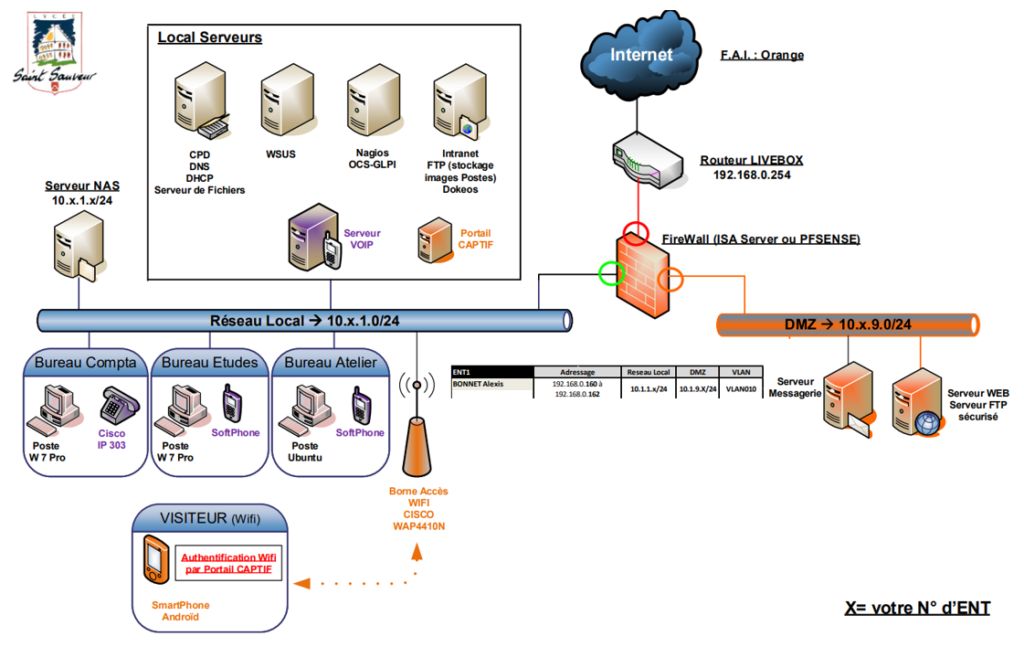 LYCEE
Saint Sauveur
Local Serveurs
CPD
DNS
DHCP
Serveur de Fichiers
WSUS
Nagios
OCS-GLPI
Intranet
FTP (stockage
images Postes)
Dokeos
Serveur
VOIP
Portail
CAPTIF
Internet
F.A.I. : Orange
Routeur LIVEBOX
192.168.0.254
Serveur NAS
10.x.1.x/24
FireWall (ISA Server ou PFSENSE)
Réseau Local → 10.x.1.0/24
DMZ → 10.x.9.0/24
Bureau Compta
Poste
W 7 Pro
Cisco
IP 303
Bureau Etudes
Poste
W 7 Pro
SoftPhone
Bureau Atelier
Poste
Ubuntu
SoftPhone
ENT1 Adressage Reseau Local DMZ VLAN
BONNET Alexis 192.168.0.160 à 10.1.1.x/24 10.1.9.X/24 VLAN010
192.168.0.162
Serveur
Messagerie
Serveur WEB
Serveur FTP
sécurisé
Borne Accès
WIFI
CISCO
WAP4410N
VISITEUR (Wifi)
Authentification Wifi
par Portail CAPTIF
SmartPhone
Androïd
X= votre N° d'ENT